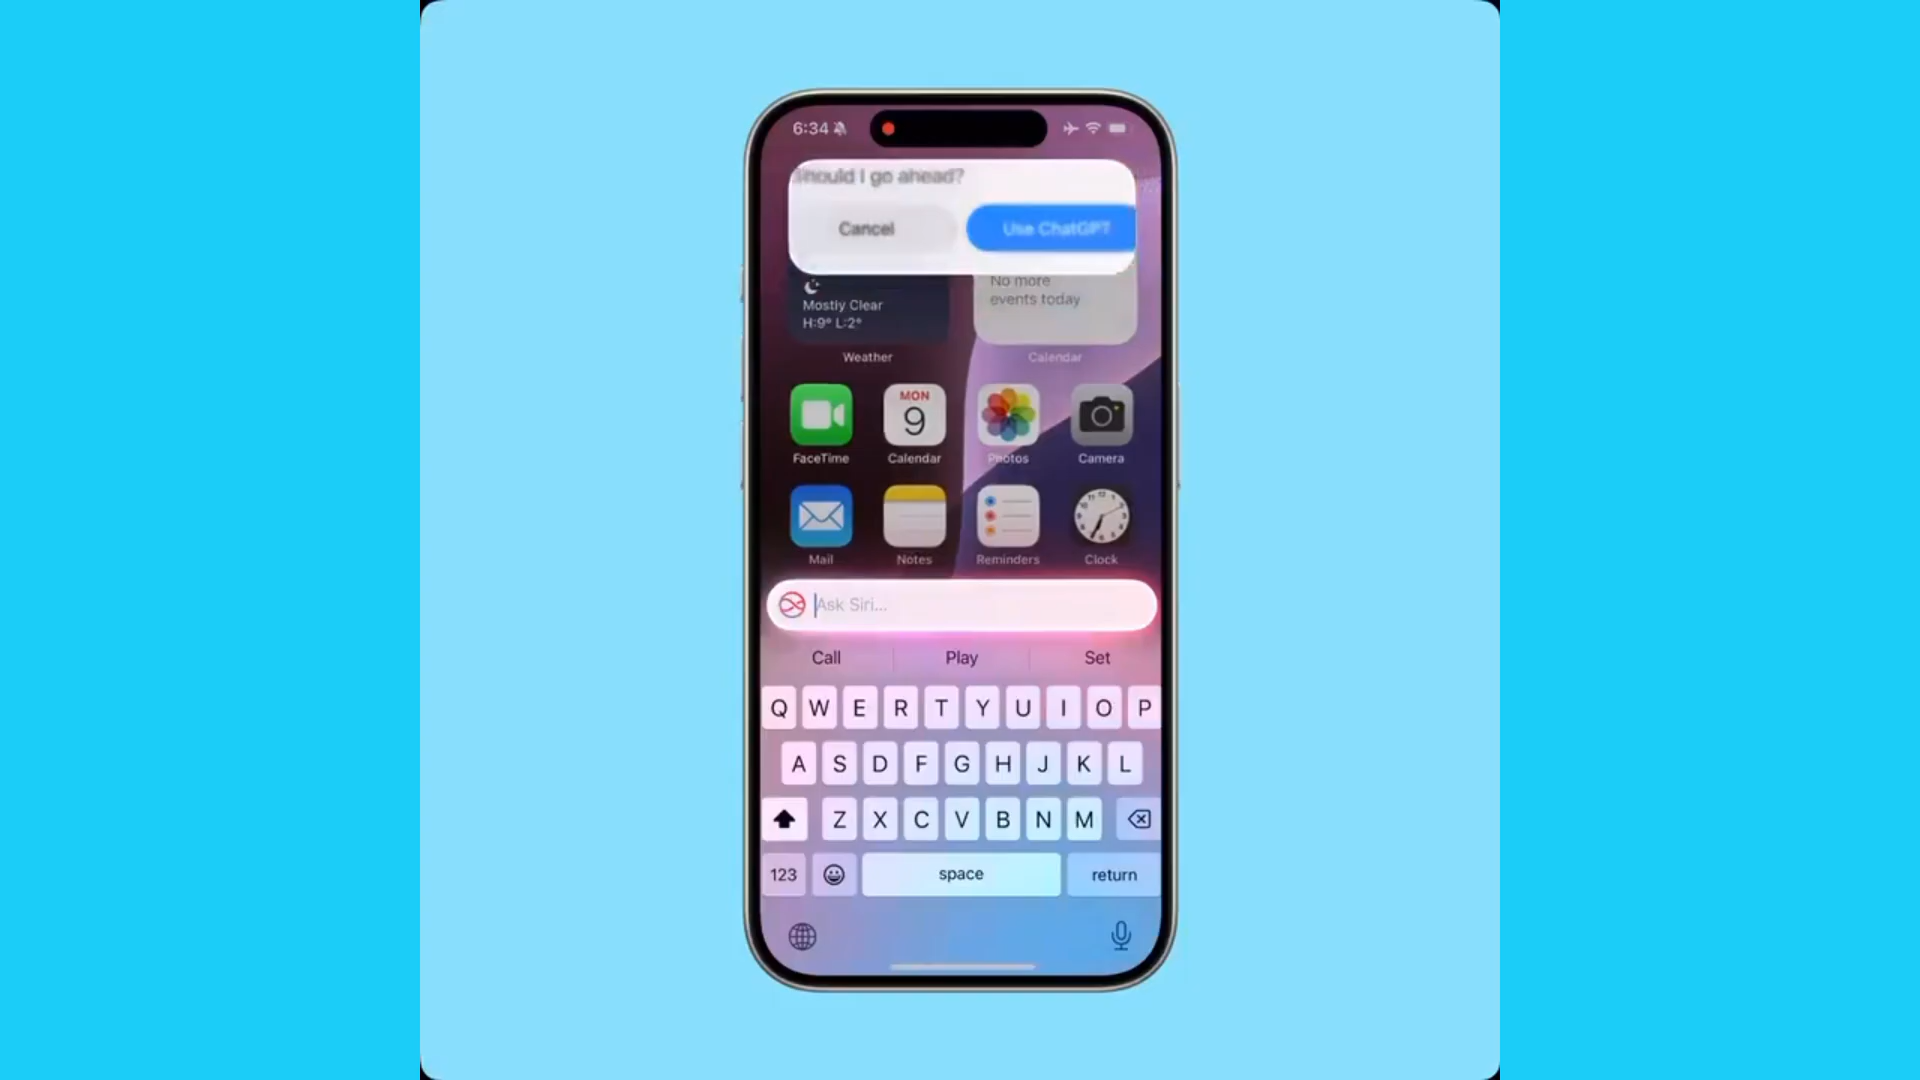 6:34
Should I go ahead?
Cancel
Use ChatGPT
Mostly Clear
H:9° L:2°
No more
events today
Weather
Calendar
MON
9
FaceTime
Calendar
Photos
Camera
Mail
Notes
Reminders
Clock
Ask Siri...
Call
Play
Set
Q W E R T Y U I O P
A S D F G H J K L
Z X C V B N M
123
space
return